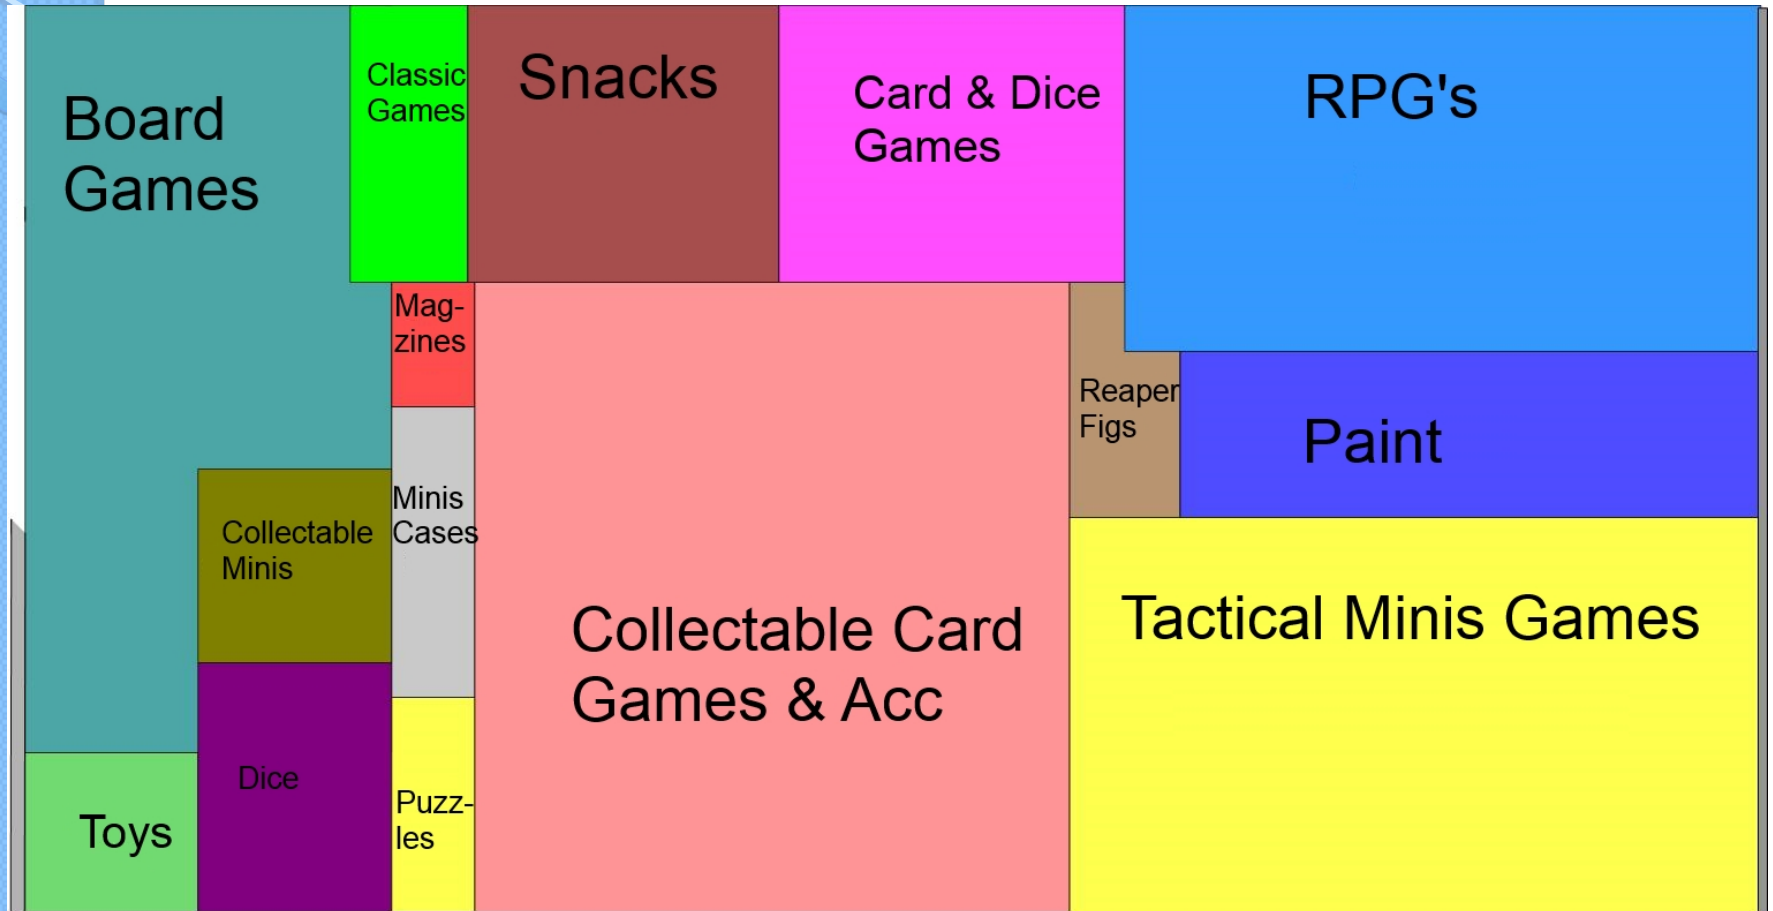 Board
Games
Classic
Games
Snacks
Card & Dice
Games
RPG's
Mag-
zines
Reaper
Figs
Paint
Minis
Cases
Collectable
Minis
Collectable Card
Games & Acc
Tactical Minis Games
Dice
Puzz-
les
Toys